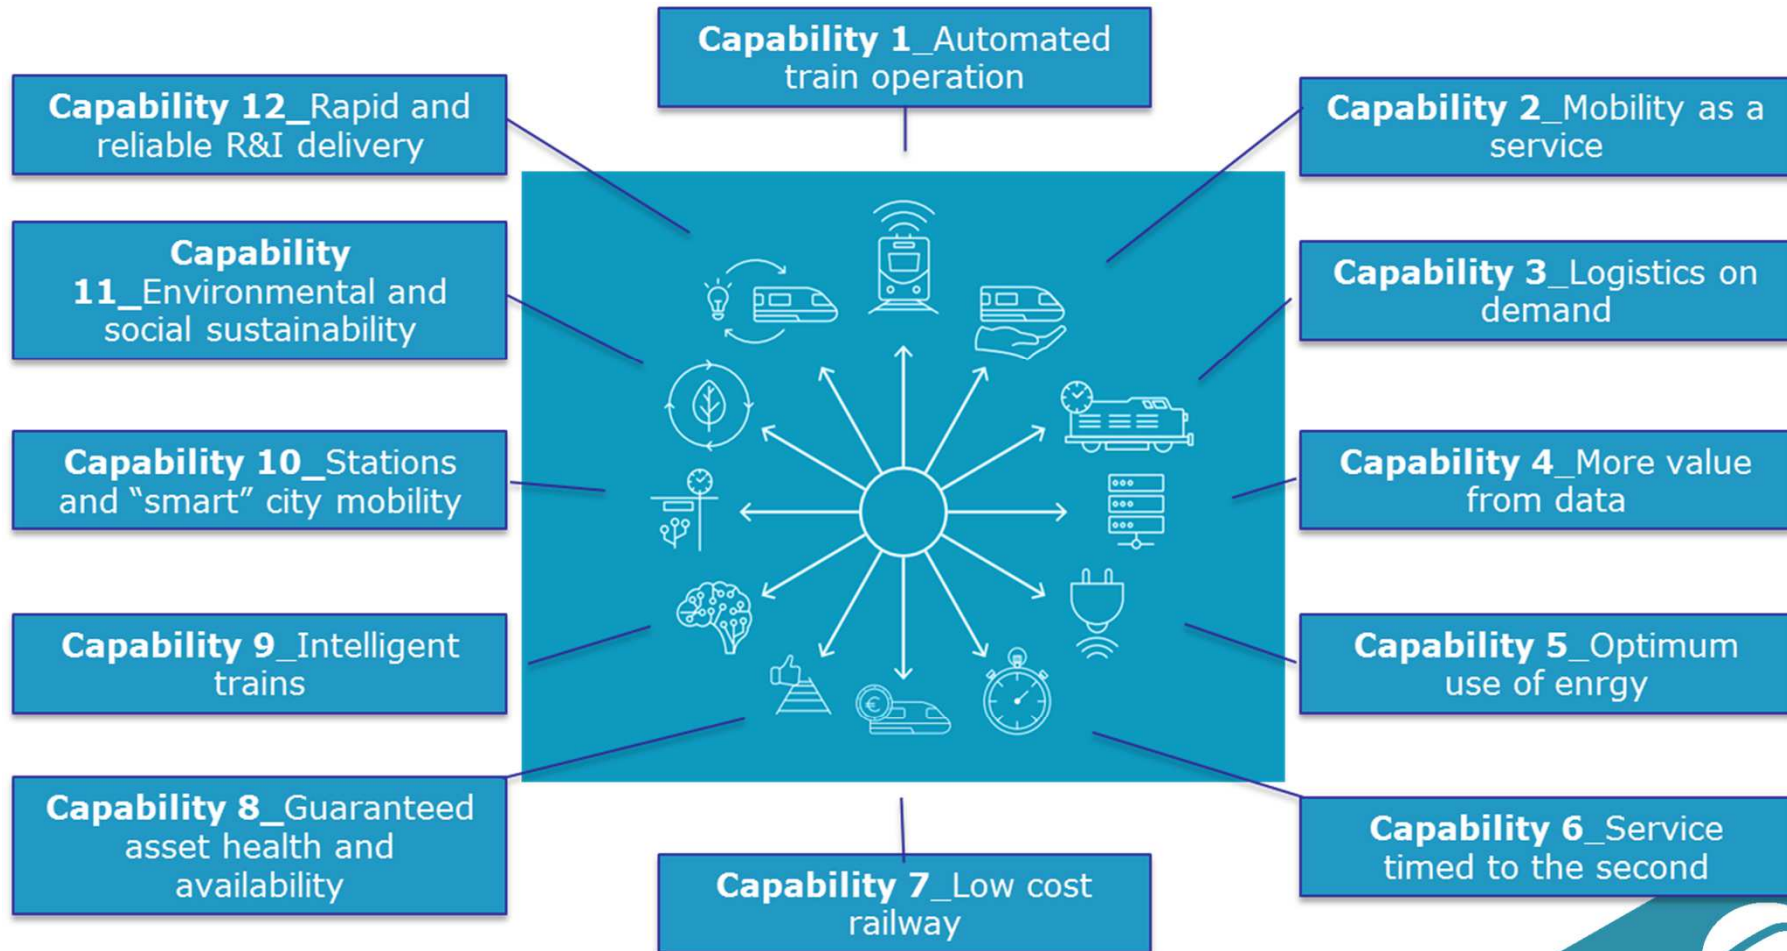 Capability 1_Automated
train operation
Capability 12_Rapid and
reliable R&I delivery
Capability 2_Mobility as a
service
Capability
11_Environmental and
social sustainability
Capability 3_Logistics on
demand
Capability 10_Stations
and “smart” city mobility
Capability 4_More value
from data
Capability 9_Intelligent
trains
Capability 5_Optimum
use of enrgy
€
Capability 8_Guaranteed
asset health and
availability
Capability 6_Service
timed to the second
Capability 7_Low cost
railway